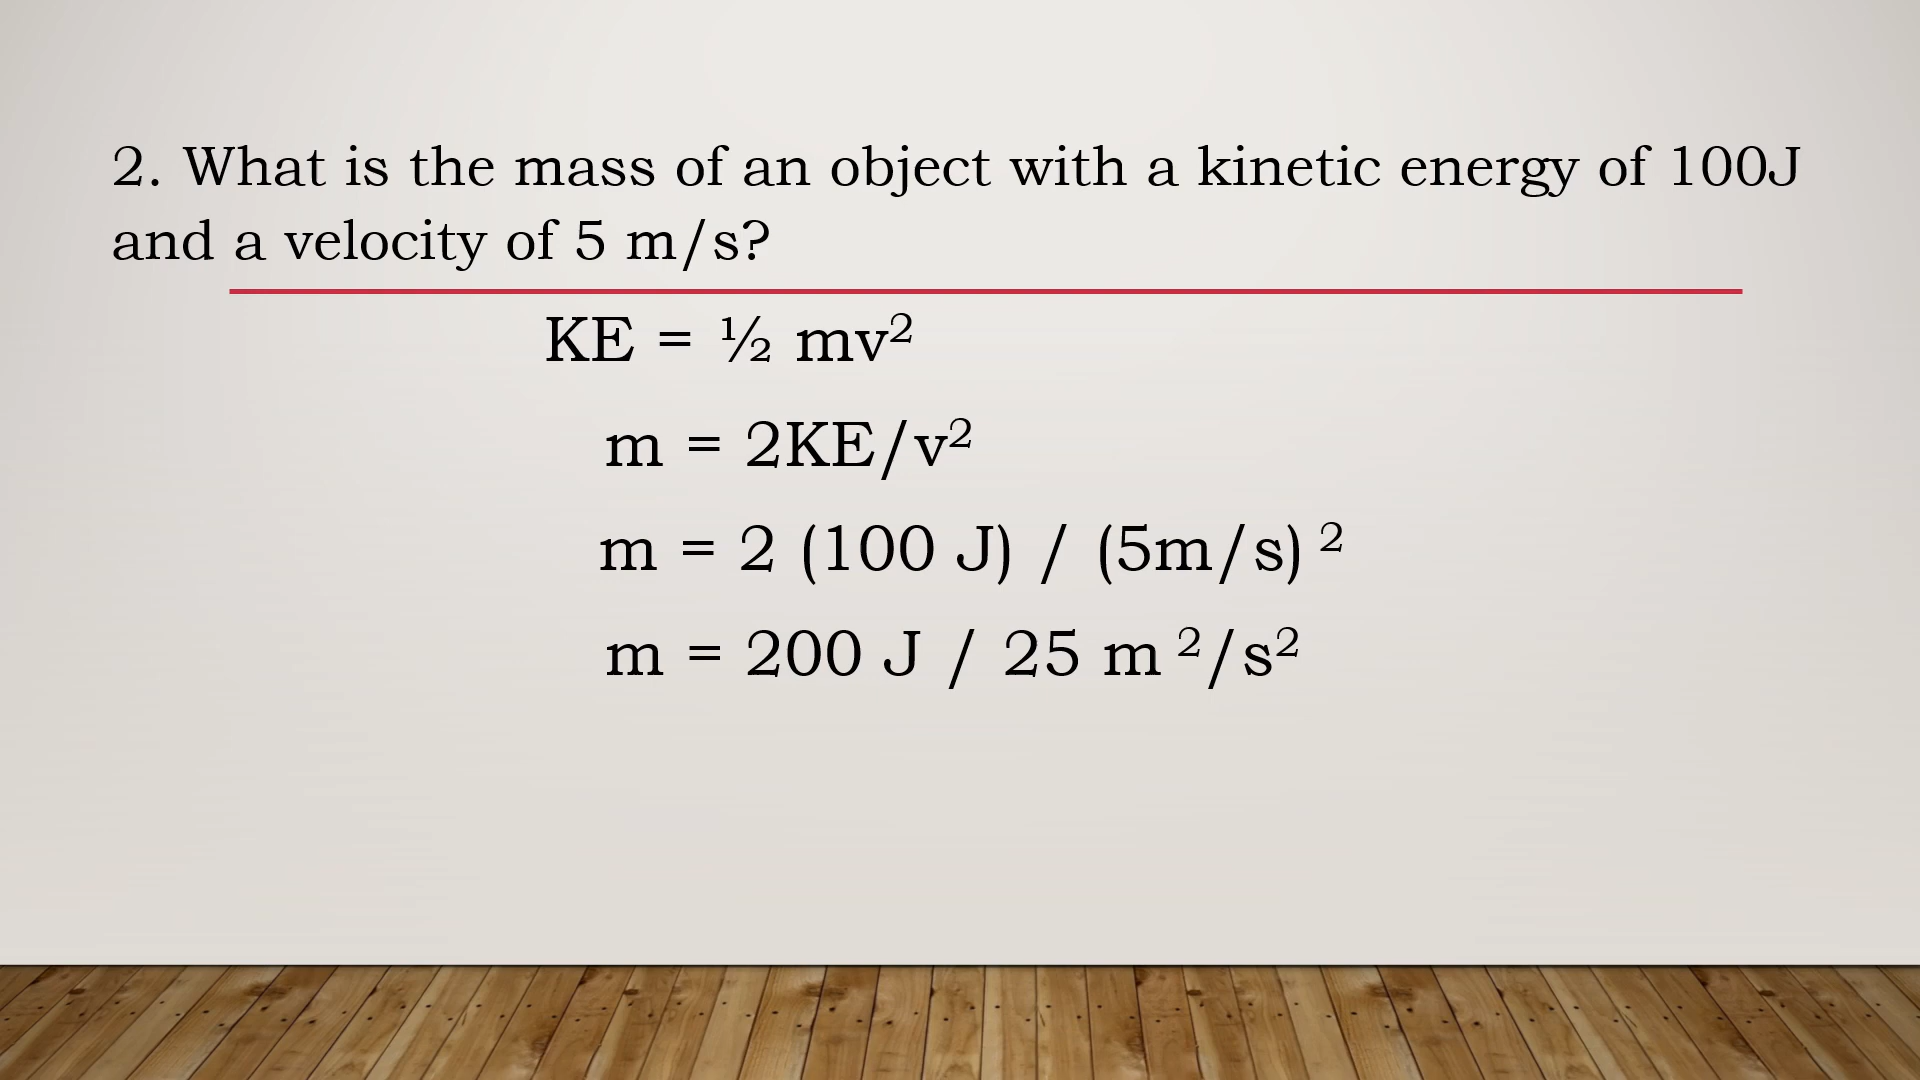 2. What is the mass of an object with a kinetic energy of 100J
and a velocity of 5 m/s?
KE = ½ mv²
m = 2KE/v²
m = 2 (100 J) / (5m/s) ²
m = 200 J / 25 m ²/s²